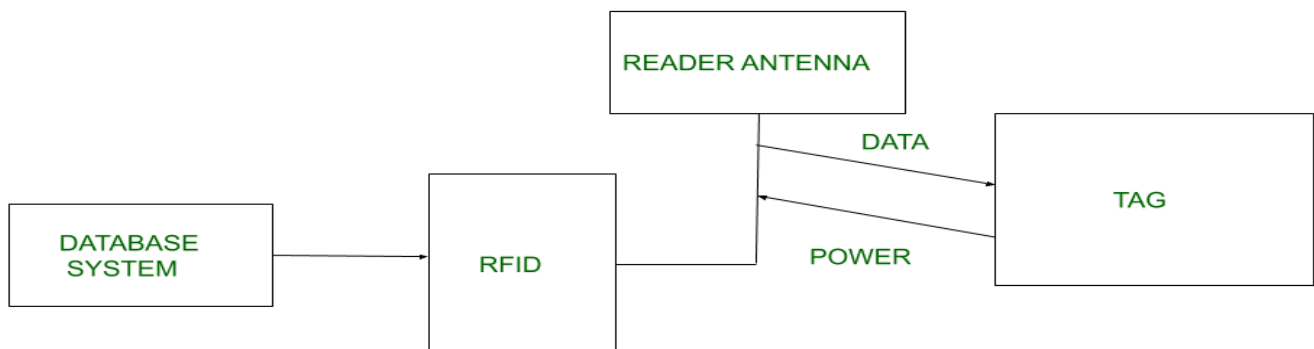 READER ANTENNA
DATA
TAG
DATABASE
SYSTEM
RFID
POWER